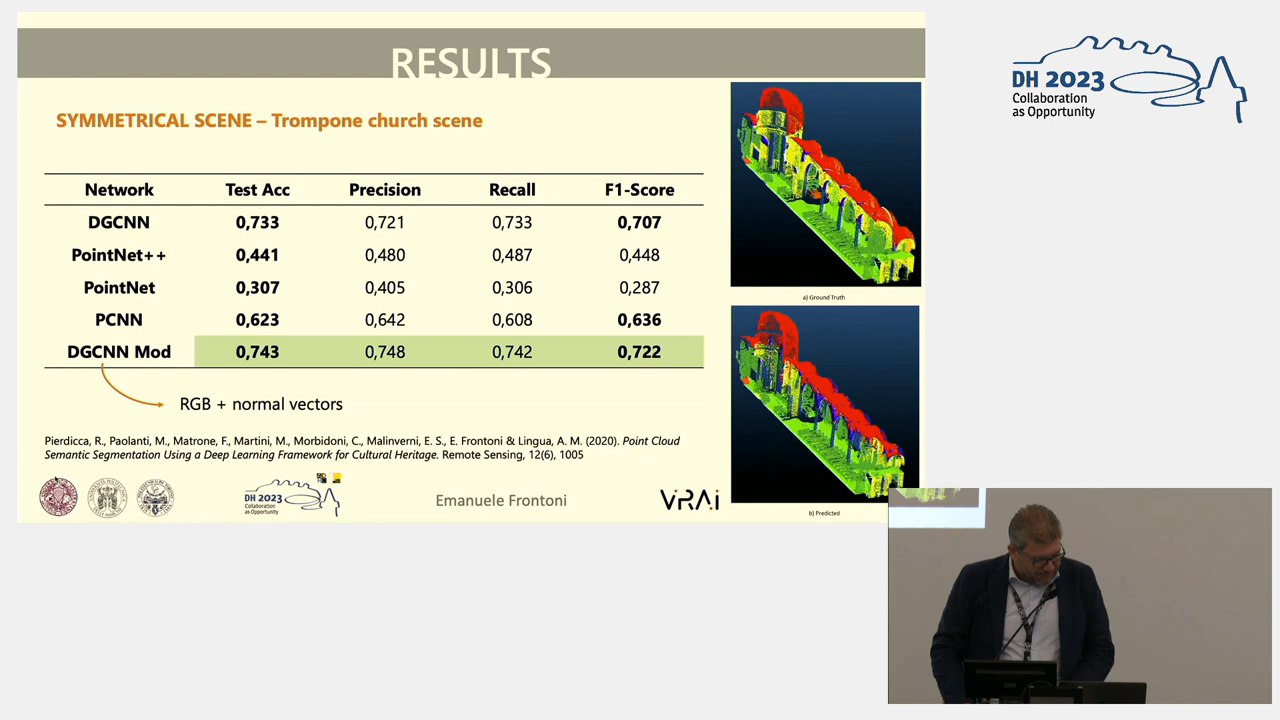 RESULTS
SYMMETRICAL SCENE – Trompone church scene
Network Test Acc Precision Recall F1-Score
DGCNN 0,733 0,721 0,733 0,707
PointNet++ 0,441 0,480 0,487 0,448
PointNet 0,307 0,405 0,306 0,287
PCNN 0,623 0,642 0,608 0,636
DGCNN Mod 0,743 0,748 0,742 0,722
RGB + normal vectors
Pierdicca, R., Paolanti, M., Matrone, F., Martini, M., Morbidoni, C., Malinverni, E. S., E. Frontoni & Lingua, A. M. (2020). Point Cloud
Semantic Segmentation Using a Deep Learning Framework for Cultural Heritage. Remote Sensing, 12(6), 1005
a) Ground Truth
b) Predicted
DH 2023
Collaboration
as Opportunity
Emanuele Frontoni
VRAi
DH 2023
Collaboration
as Opportunity